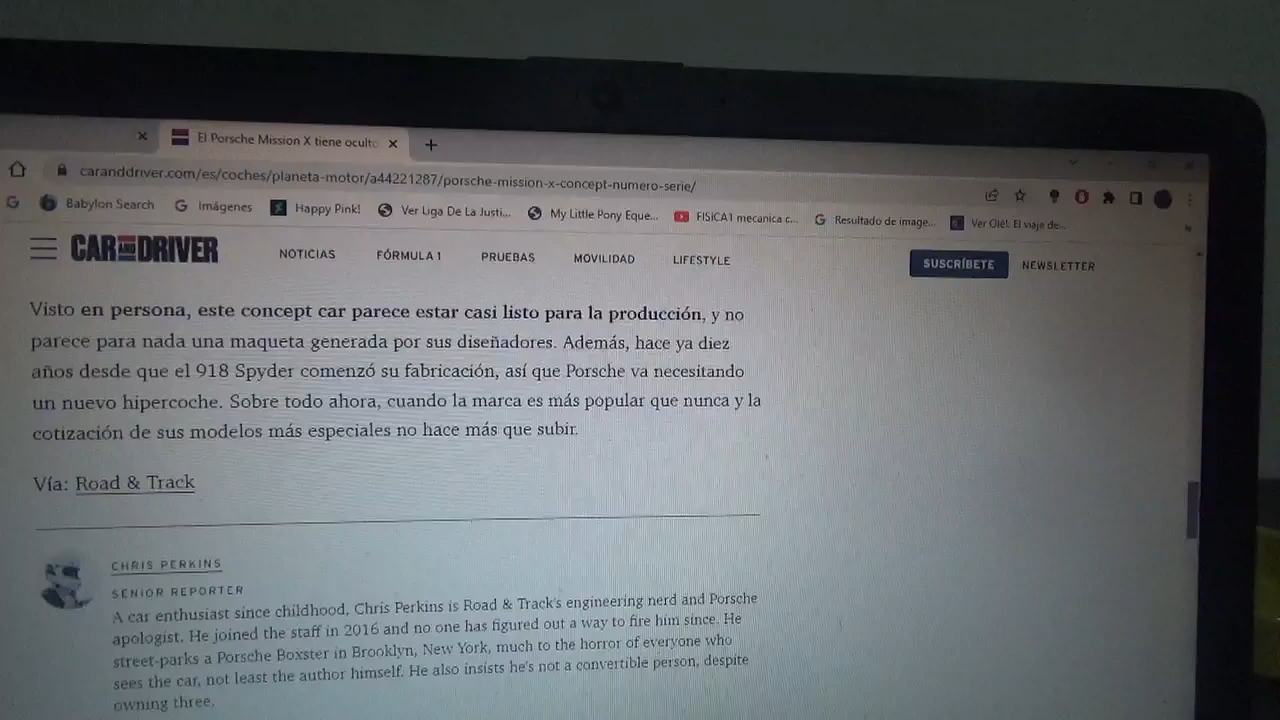 El Porsche Mission X tiene oculto
caranddriver.com/es/coches/planeta-motor/a44221287/porsche-mission-x-concept-numero-serie/
Babylon Search Imágenes Happy Pink! Ver Liga De La Justi... My Little Pony Eque... FISICA1 mecanica c... Resultado de image... Ver Olé!. El viaje de...
CAR AND DRIVER NOTICIAS FÓRMULA 1 PRUEBAS MOVILIDAD LIFESTYLE SUSCRÍBETE NEWSLETTER
Visto en persona, este concept car parece estar casi listo para la producción, y no
parece para nada una maqueta generada por sus diseñadores. Además, hace ya diez
años desde que el 918 Spyder comenzó su fabricación, así que Porsche va necesitando
un nuevo hipercoche. Sobre todo ahora, cuando la marca es más popular que nunca y la
cotización de sus modelos más especiales no hace más que subir.
Vía: Road & Track
CHRIS PERKINS
SENIOR REPORTER
A car enthusiast since childhood, Chris Perkins is Road & Track's engineering nerd and Porsche
apologist. He joined the staff in 2016 and no one has figured out a way to fire him since. He
street-parks a Porsche Boxster in Brooklyn, New York, much to the horror of everyone who
sees the car, not least the author himself. He also insists he's not a convertible person, despite
owning three.